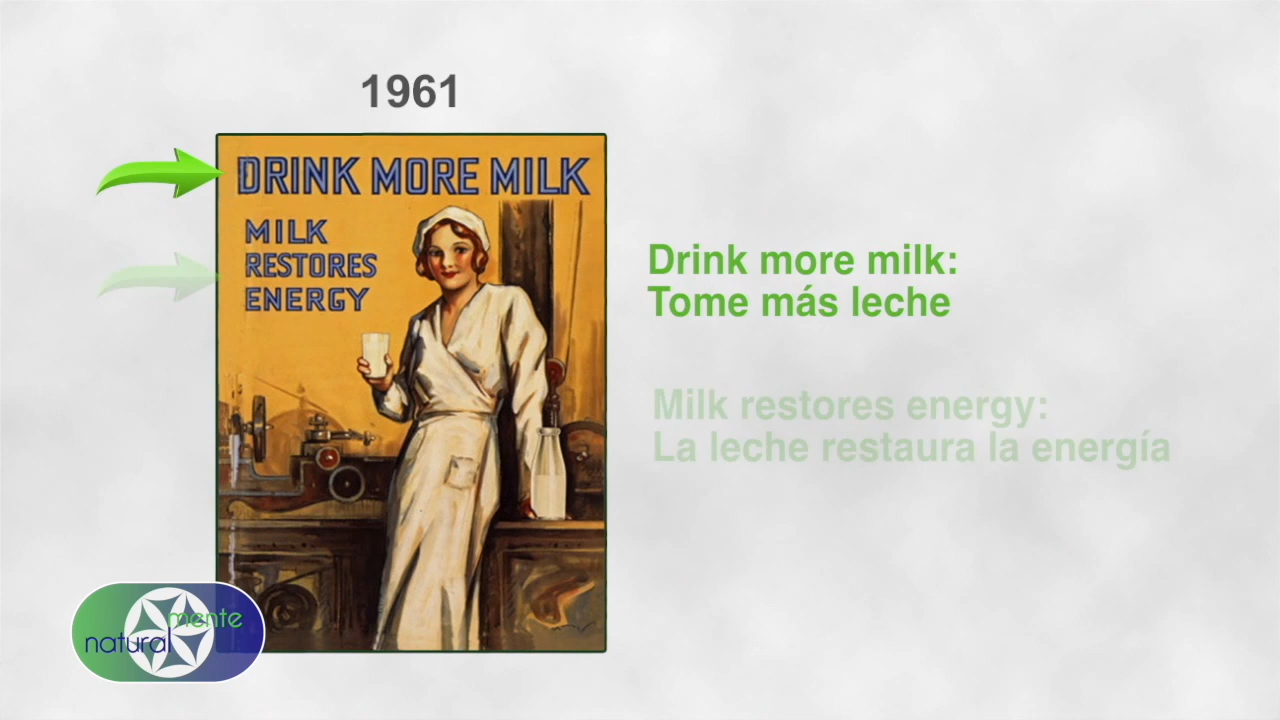 1961
DRINK MORE MILK
MILK
RESTORES
ENERGY
Drink more milk:
Tome más leche
Milk restores energy:
La leche restaura la energía
natural
mente